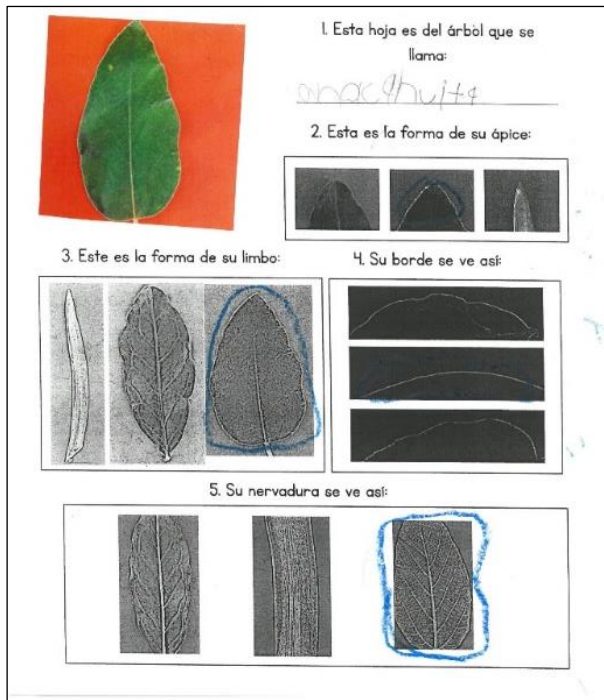 1. Esta hoja es del árbol que se
llama:
anacahuita
2. Esta es la forma de su ápice:
3. Este es la forma de su limbo:
4. Su borde se ve así:
5. Su nervadura se ve así: